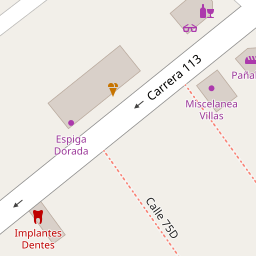 Carrera 113
Pañal
Miscelanea
Villas
Espiga
Dorada
Calle 75D
Implantes
Dentes